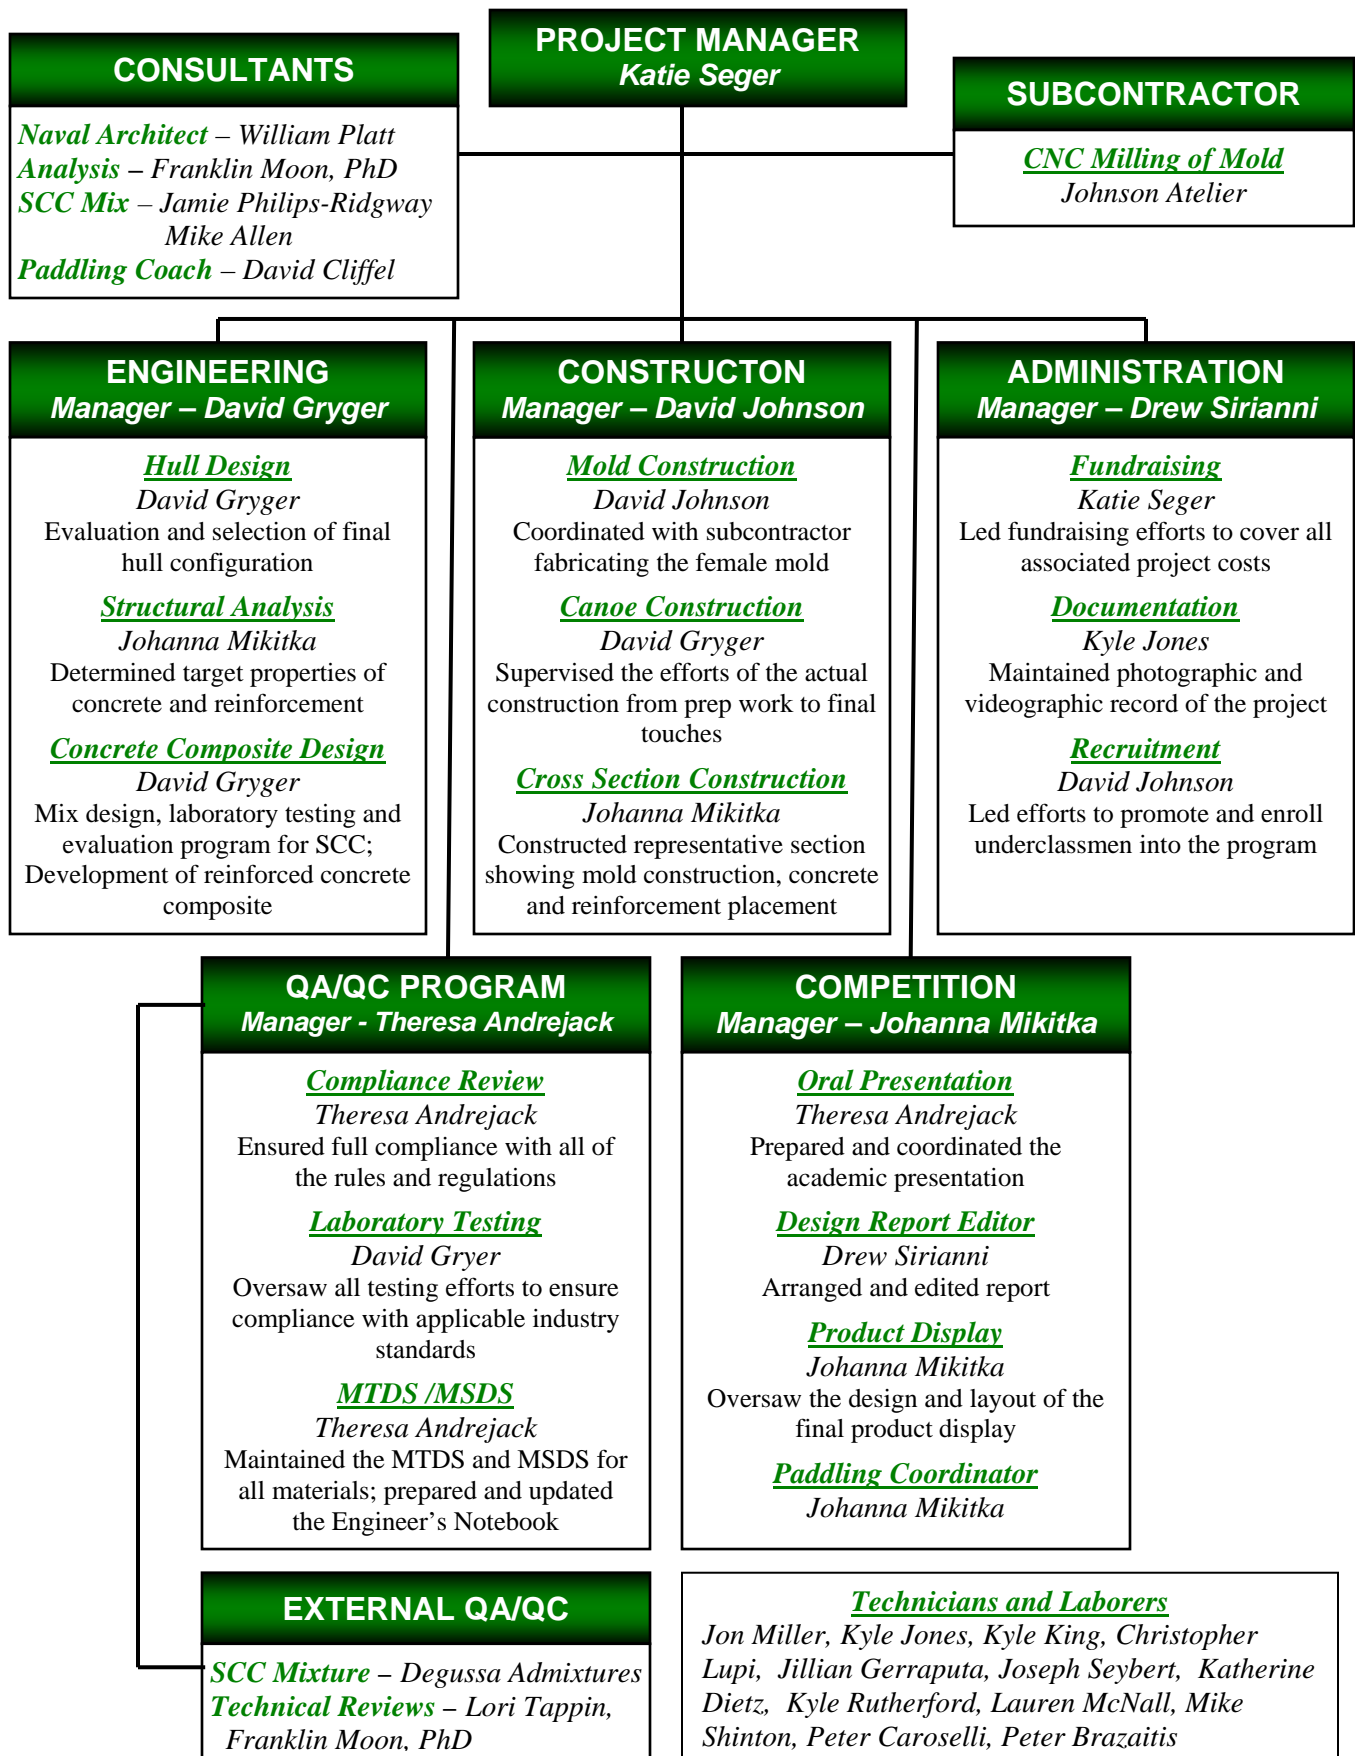 PROJECT MANAGER
Katie Seger
CONSULTANTS
Naval Architect – William Platt
Analysis – Franklin Moon, PhD
SCC Mix – Jamie Philips-Ridgway
Mike Allen
Paddling Coach – David Cliffel
SUBCONTRACTOR
CNC Milling of Mold
Johnson Atelier
ENGINEERING
Manager – David Gryger
Hull Design
David Gryger
Evaluation and selection of final
hull configuration
Structural Analysis
Johanna Mikitka
Determined target properties of
concrete and reinforcement
Concrete Composite Design
David Gryger
Mix design, laboratory testing and
evaluation program for SCC;
Development of reinforced concrete
composite
CONSTRUCTON
Manager – David Johnson
Mold Construction
David Johnson
Coordinated with subcontractor
fabricating the female mold
Canoe Construction
David Gryger
Supervised the efforts of the actual
construction from prep work to final
touches
Cross Section Construction
Johanna Mikitka
Constructed representative section
showing mold construction, concrete
and reinforcement placement
ADMINISTRATION
Manager – Drew Sirianni
Fundraising
Katie Seger
Led fundraising efforts to cover all
associated project costs
Documentation
Kyle Jones
Maintained photographic and
videographic record of the project
Recruitment
David Johnson
Led efforts to promote and enroll
underclassmen into the program
QA/QC PROGRAM
Manager - Theresa Andrejack
Compliance Review
Theresa Andrejack
Ensured full compliance with all of
the rules and regulations
Laboratory Testing
David Gryer
Oversaw all testing efforts to ensure
compliance with applicable industry
standards
MTDS /MSDS
Theresa Andrejack
Maintained the MTDS and MSDS for
all materials; prepared and updated
the Engineer’s Notebook
COMPETITION
Manager – Johanna Mikitka
Oral Presentation
Theresa Andrejack
Prepared and coordinated the
academic presentation
Design Report Editor
Drew Sirianni
Arranged and edited report
Product Display
Johanna Mikitka
Oversaw the design and layout of the
final product display
Paddling Coordinator
Johanna Mikitka
EXTERNAL QA/QC
SCC Mixture – Degussa Admixtures
Technical Reviews – Lori Tappin,
Franklin Moon, PhD
Technicians and Laborers
Jon Miller, Kyle Jones, Kyle King, Christopher
Lupi, Jillian Gerraputa, Joseph Seybert, Katherine
Dietz, Kyle Rutherford, Lauren McNall, Mike
Shinton, Peter Caroselli, Peter Brazaitis